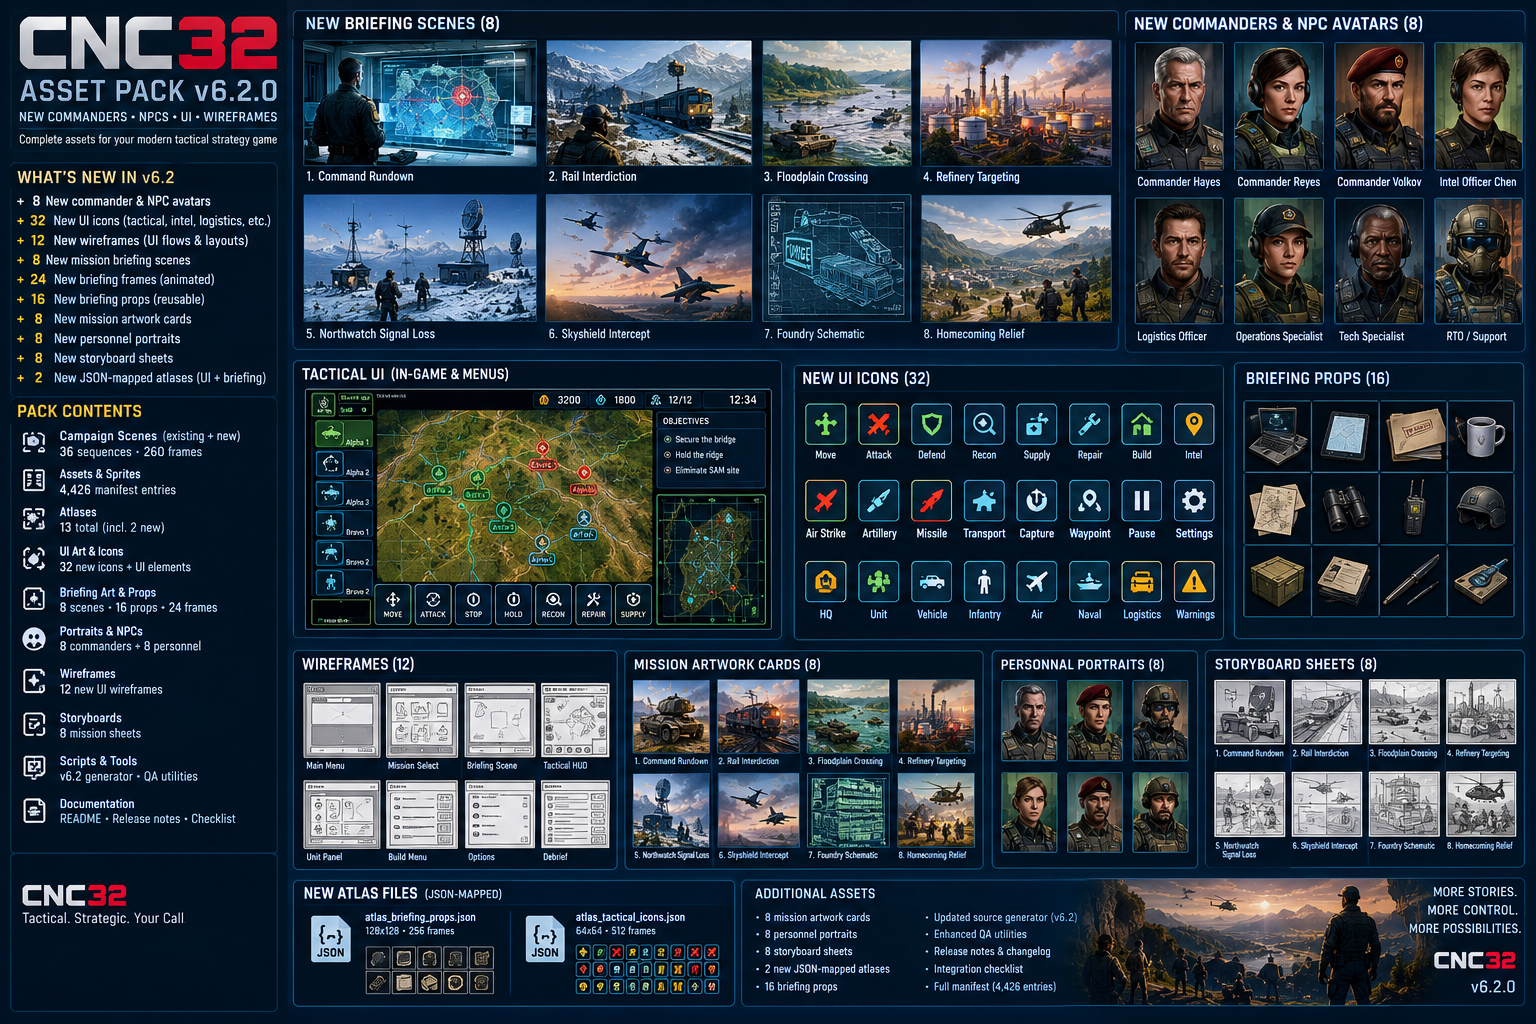 CNC32
ASSET PACK v6.2.0
NEW COMMANDERS • NPCS • UI • WIREFRAMES
Complete assets for your modern tactical strategy game
WHAT'S NEW IN v6.2
+ 8 New commander & NPC avatars
+ 32 New UI icons (tactical, intel, logistics, etc.)
+ 12 New wireframes (UI flows & layouts)
+ 8 New mission briefing scenes
+ 24 New briefing frames (animated)
+ 16 New briefing props (reusable)
+ 8 New mission artwork cards
+ 8 New personnel portraits
+ 8 New storyboard sheets
+ 2 New JSON-mapped atlases (UI + briefing)
PACK CONTENTS
Campaign Scenes (existing + new)
36 sequences • 260 frames
Assets & Sprites
4,426 manifest entries
Atlases
13 total (incl. 2 new)
UI Art & Icons
32 new icons + UI elements
Briefing Art & Props
8 scenes • 16 props • 24 frames
Portraits & NPCs
8 commanders + 8 personnel
Wireframes
12 new UI wireframes
Storyboards
8 mission sheets
Scripts & Tools
v6.2 generator • QA utilities
Documentation
README • Release notes • Checklist
CNC32
Tactical. Strategic. Your Call
NEW BRIEFING SCENES (8)
1. Command Rundown
2. Rail Interdiction
3. Floodplain Crossing
4. Refinery Targeting
5. Northwatch Signal Loss
6. Skyshield Intercept
7. Foundry Schematic
8. Homecoming Relief
NEW COMMANDERS & NPC AVATARS (8)
Commander Hayes
Commander Reyes
Commander Volkov
Intel Officer Chen
Logistics Officer
Operations Specialist
Tech Specialist
RTO / Support
TACTICAL UI (IN-GAME & MENUS)
3200
1800
12/12
12:34
Alpha 1
Alpha 2
Alpha 3
Bravo 1
Bravo 2
Bravo 2
OBJECTIVES
Secure the bridge
Hold the ridge
Eliminate SAM site
MOVE
ATTACK
STOP
HOLD
RECON
REPAIR
SUPPLY
NEW UI ICONS (32)
Move
Attack
Defend
Recon
Supply
Repair
Build
Intel
Air Strike
Artillery
Missile
Transport
Capture
Waypoint
Pause
Settings
HQ
Unit
Vehicle
Infantry
Air
Naval
Logistics
Warnings
BRIEFING PROPS (16)
WIREFRAMES (12)
Main Menu
Mission Select
Briefing Scene
Tactical HUD
Unit Panel
Build Menu
Options
Debrief
MISSION ARTWORK CARDS (8)
1. Command Rundown
2. Rail Interdiction
3. Floodplain Crossing
4. Refinery Targeting
5. Northwatch Signal Loss
6. Skyshield Intercept
7. Foundry Schematic
8. Homecoming Relief
PERSONNAL PORTRAITS (8)
STORYBOARD SHEETS (8)
1. Command Rundown
2. Rail Interdiction
3. Floodplain Crossing
4. Refinery Targeting
5. Northwatch
Signal Loss
6. Skyshield Intercept
7. Foundry Schematic
8. Homecoming Relief
NEW ATLAS FILES (JSON-MAPPED)
{--}
JSON
atlas_briefing_props.json
128x128 • 256 frames
{--}
JSON
atlas_tactical_icons.json
64x64 • 512 frames
ADDITIONAL ASSETS
• 8 mission artwork cards
• 8 personnel portraits
• 8 storyboard sheets
• 2 new JSON-mapped atlases
• 16 briefing props
• Updated source generator (v6.2)
• Enhanced QA utilities
• Release notes & changelog
• Integration checklist
• Full manifest (4,426 entries)
MORE STORIES.
MORE CONTROL.
MORE POSSIBILITIES.
CNC32
v6.2.0